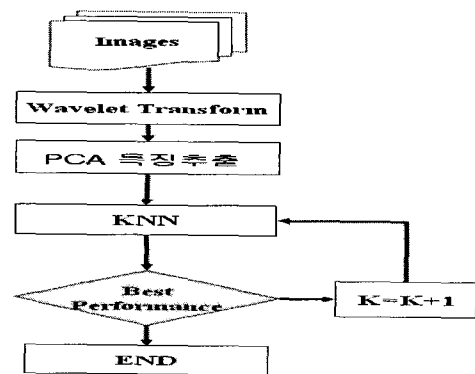 Images
Wavelet Transform
PCA 특징추출
KNN
Best
Performance
K=K+1
END